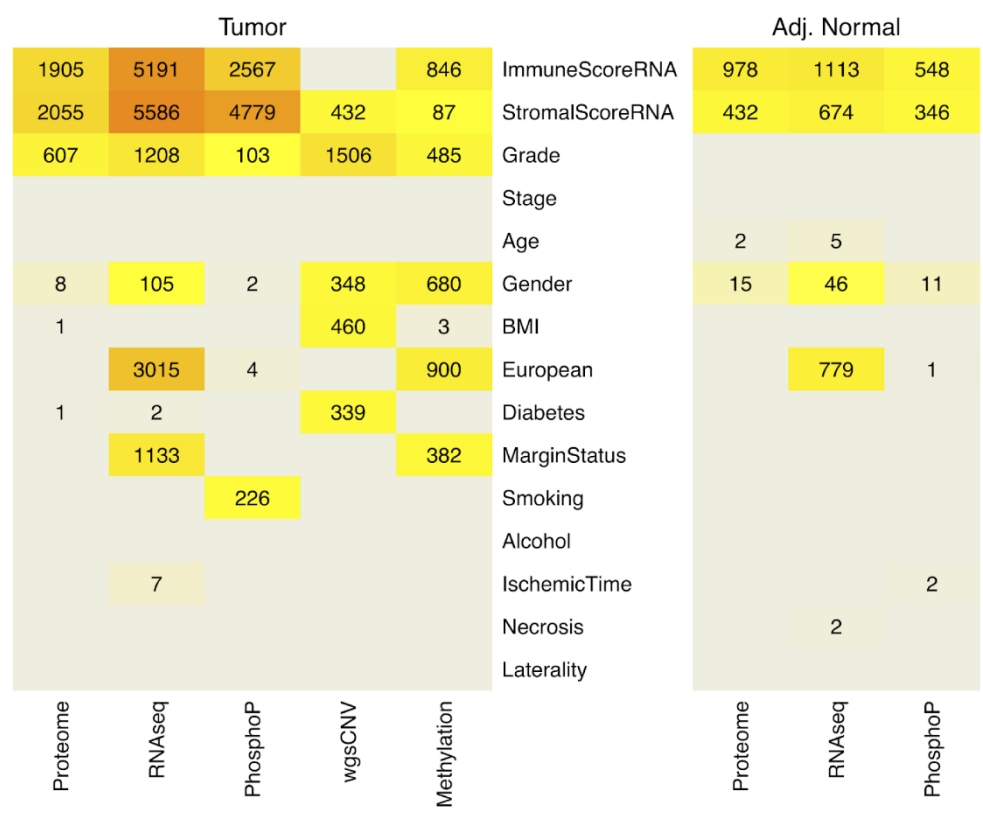 Tumor Adj. Normal
1905 5191 2567 846 ImmuneScoreRNA 978 1113 548
2055 5586 4779 432 87 StromalScoreRNA 432 674 346
607 1208 103 1506 485 Grade
Stage
Age 2 5
8 105 2 348 680 Gender 15 46 11
1 460 3 BMI
3015 4 900 European 779 1
1 2 339 Diabetes
1133 382 MarginStatus
226 Smoking
Alcohol
7 IschemicTime 2
Necrosis 2
Laterality
Proteome RNAseq PhosphoP wgsCNV Methylation Proteome RNAseq PhosphoP